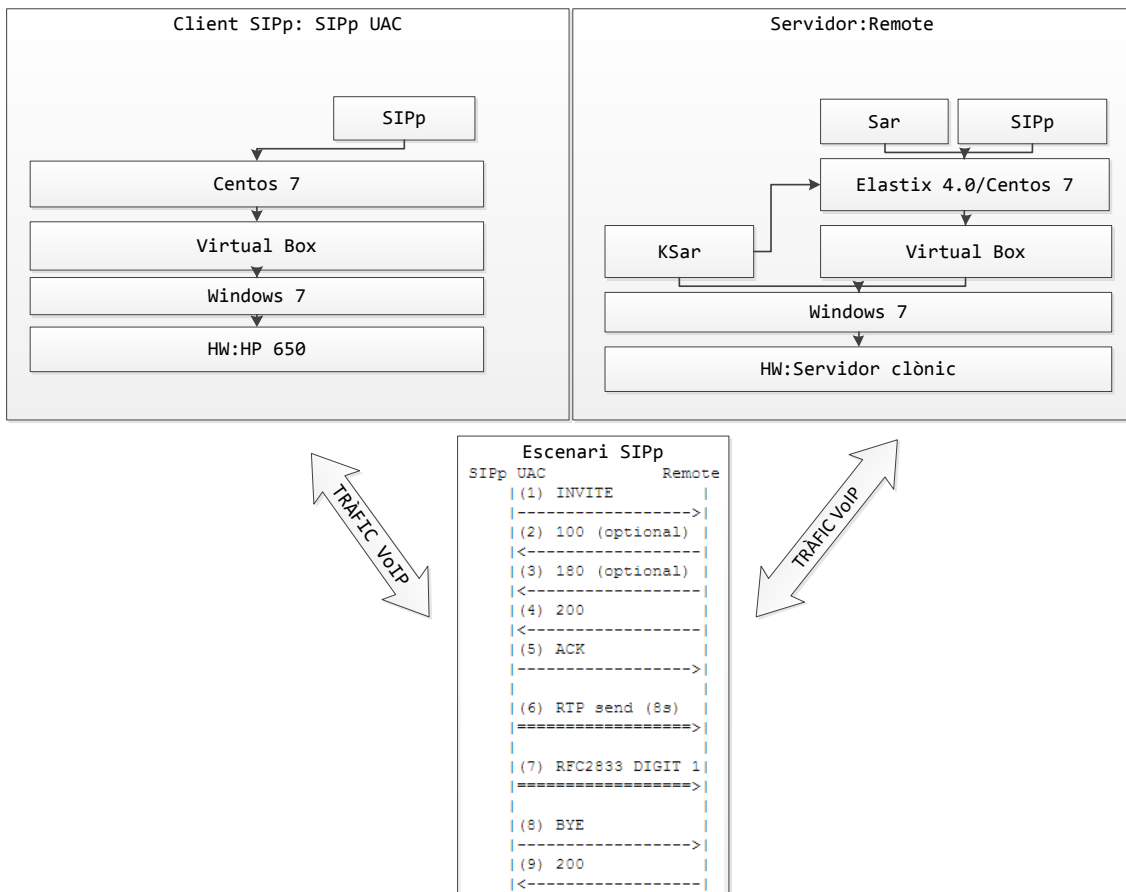 Client SIPp: SIPp UAC
SIPp
Centos 7
Virtual Box
Windows 7
HW:HP 650
Servidor:Remote
Sar
SIPp
Elastix 4.0/Centos 7
KSar
Virtual Box
Windows 7
HW:Servidor clònic
TRÀFIC VoIP
TRÀFIC VoIP
Escenari SIPp
SIPp UAC Remote
|(1) INVITE |
|------------------>|
|(2) 100 (optional) |
|<------------------|
|(3) 180 (optional) |
|<------------------|
|(4) 200 |
|<------------------|
|(5) ACK |
|------------------>|
| |
|(6) RTP send (8s) |
|==================>|
| |
|(7) RFC2833 DIGIT 1|
|==================>|
| |
|(8) BYE |
|------------------>|
|(9) 200 |
|<------------------|